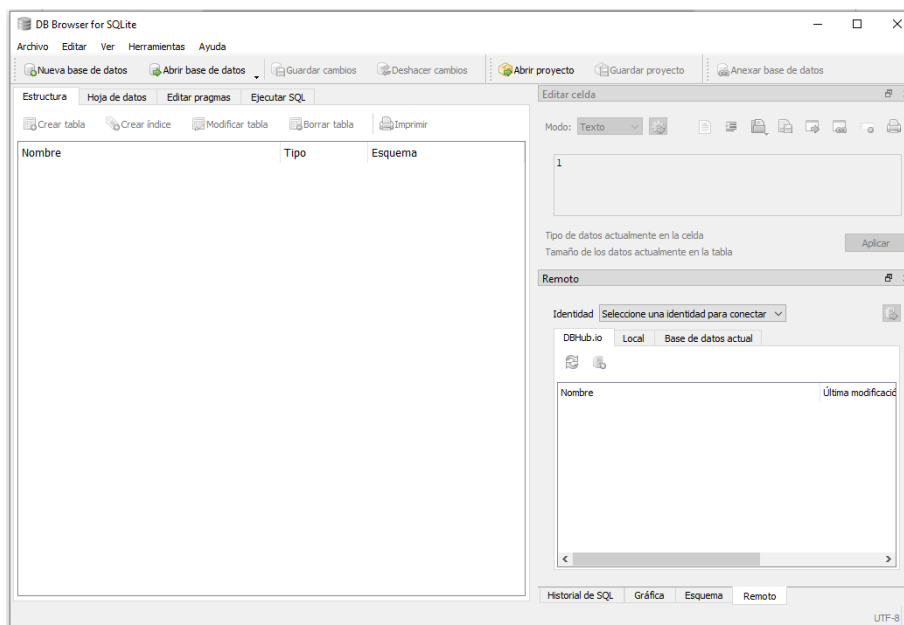 DB Browser for SQLite
Archivo Editar Ver Herramientas Ayuda
Nueva base de datos Abrir base de datos Guardar cambios Deshacer cambios Abrir proyecto Guardar proyecto Anexar base de datos
Estructura Hoja de datos Editar pragmas Ejecutar SQL
Crear tabla Crear índice Modificar tabla Borrar tabla Imprimir
Nombre Tipo Esquema
Editar celda
Modo: Texto
1
Tipo de datos actualmente en la celda
Tamaño de los datos actualmente en la tabla
Aplicar
Remoto
Identidad Seleccione una identidad para conectar
DBHub.io Local Base de datos actual
Nombre Última modificació
Historial de SQL Gráfica Esquema Remoto
UTF-8